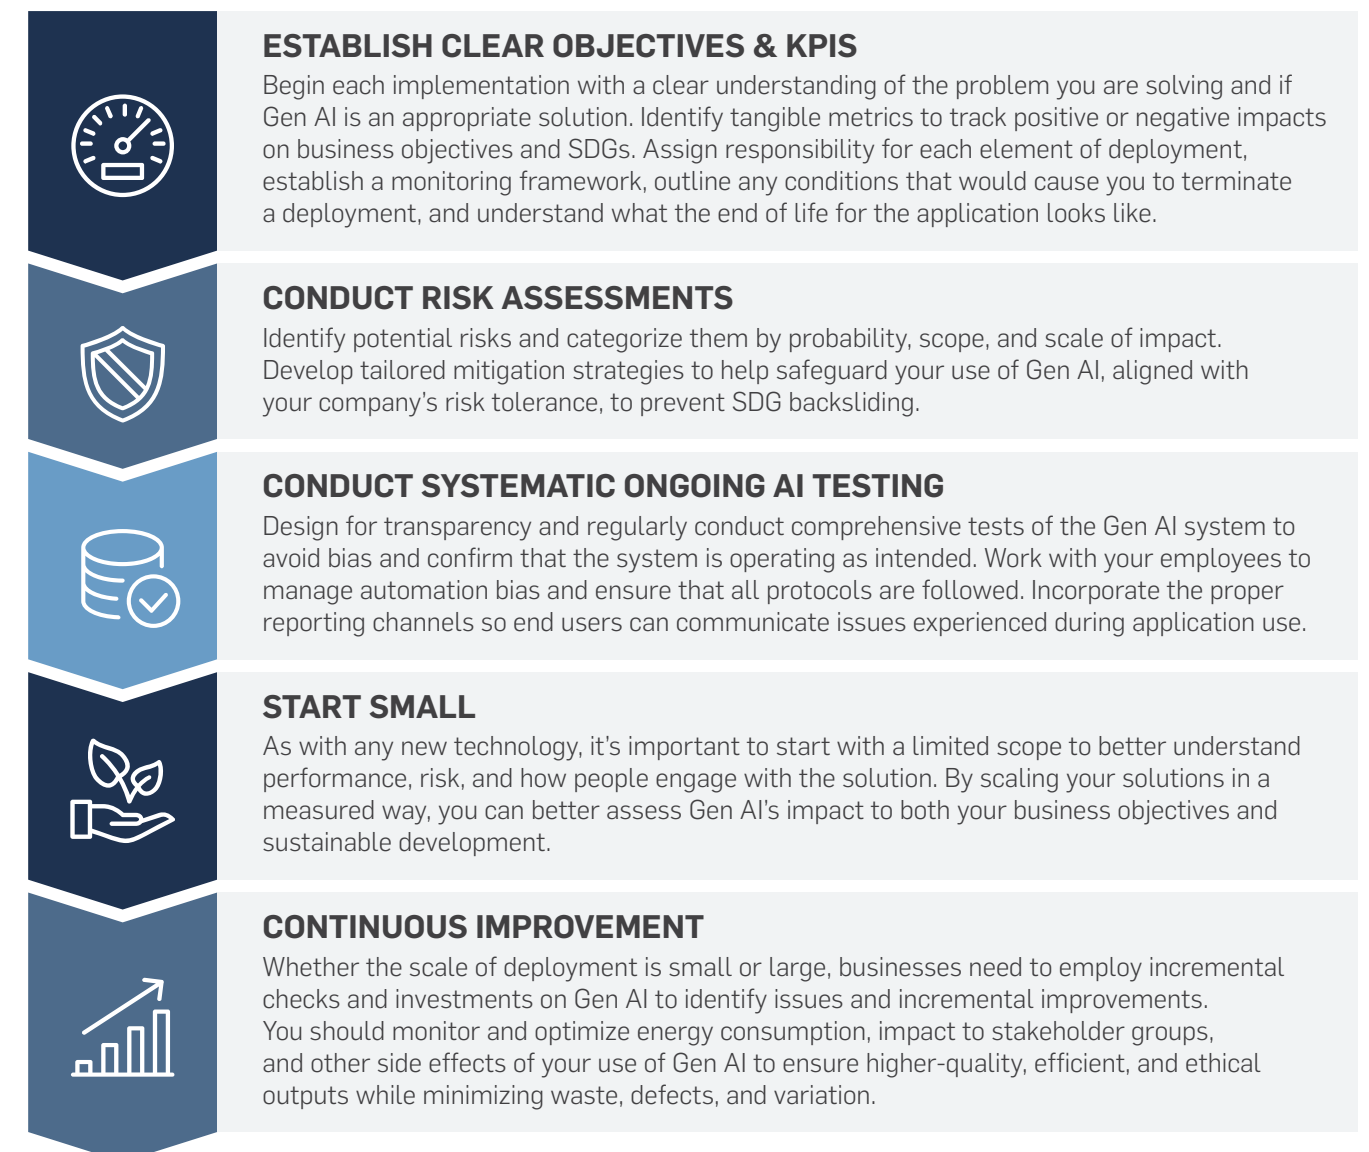 ESTABLISH CLEAR OBJECTIVES & KPIS
Begin each implementation with a clear understanding of the problem you are solving and if
Gen AI is an appropriate solution. Identify tangible metrics to track positive or negative impacts
on business objectives and SDGs. Assign responsibility for each element of deployment,
establish a monitoring framework, outline any conditions that would cause you to terminate
a deployment, and understand what the end of life for the application looks like.
CONDUCT RISK ASSESSMENTS
Identify potential risks and categorize them by probability, scope, and scale of impact.
Develop tailored mitigation strategies to help safeguard your use of Gen AI, aligned with
your company’s risk tolerance, to prevent SDG backsliding.
CONDUCT SYSTEMATIC ONGOING AI TESTING
Design for transparency and regularly conduct comprehensive tests of the Gen AI system to
avoid bias and confirm that the system is operating as intended. Work with your employees to
manage automation bias and ensure that all protocols are followed. Incorporate the proper
reporting channels so end users can communicate issues experienced during application use.
START SMALL
As with any new technology, it’s important to start with a limited scope to better understand
performance, risk, and how people engage with the solution. By scaling your solutions in a
measured way, you can better assess Gen AI’s impact to both your business objectives and
sustainable development.
CONTINUOUS IMPROVEMENT
Whether the scale of deployment is small or large, businesses need to employ incremental
checks and investments on Gen AI to identify issues and incremental improvements.
You should monitor and optimize energy consumption, impact to stakeholder groups,
and other side effects of your use of Gen AI to ensure higher-quality, efficient, and ethical
outputs while minimizing waste, defects, and variation.